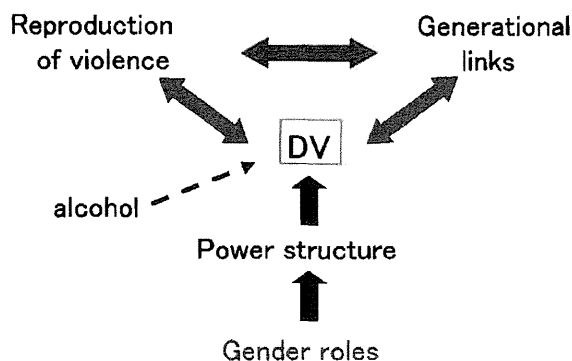 Reproduction
of violence
Generational
links
DV
alcohol
Power structure
Gender roles